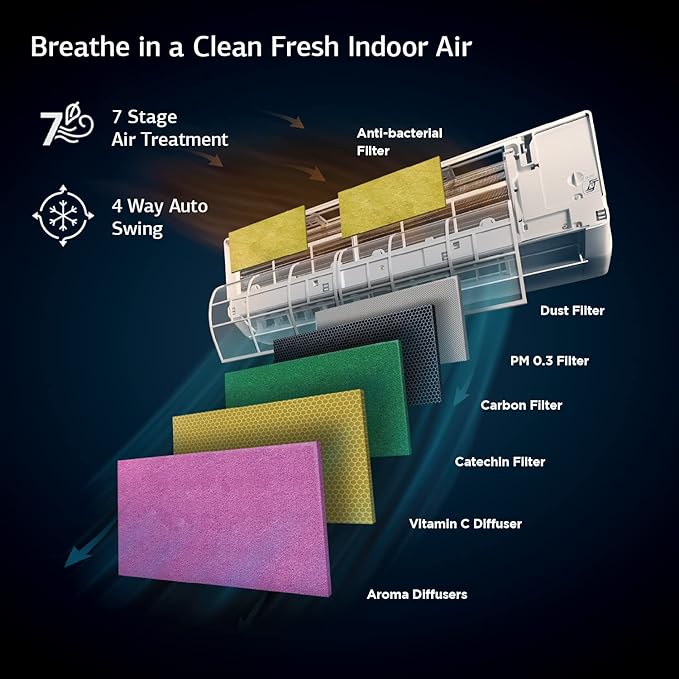 Breathe in a Clean Fresh Indoor Air
7
7 Stage
Air Treatment
4 Way Auto
Swing
Anti-bacterial
Filter
Dust Filter
PM 0.3 Filter
Carbon Filter
Catechin Filter
Vitamin C Diffuser
Aroma Diffusers